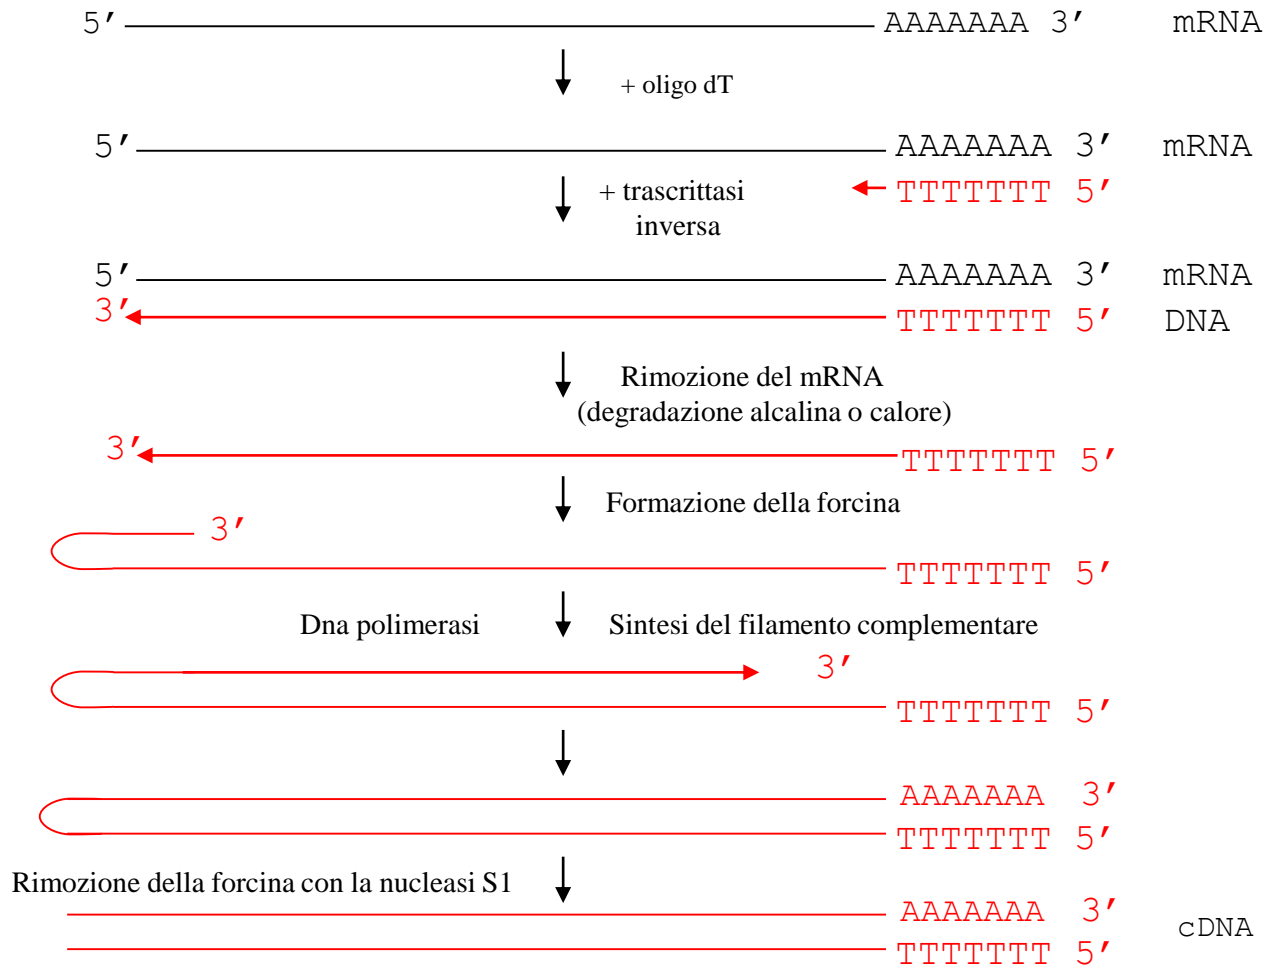 5′ AAAAAAA 3′ mRNA
+ oligo dT
5′ AAAAAAA 3′ mRNA
TTTTTTT 5′
+ trascrittasi
inversa
5′ AAAAAAA 3′ mRNA
3′ TTTTTTT 5′ DNA
Rimozione del mRNA
(degradazione alcalina o calore)
3′ TTTTTTT 5′
Formazione della forcina
3′
TTTTTTT 5′
Dna polimerasi Sintesi del filamento complementare
3′
TTTTTTT 5′
AAAAAAA 3′
TTTTTTT 5′
Rimozione della forcina con la nucleasi S1
AAAAAAA 3′
cDNA
TTTTTTT 5′